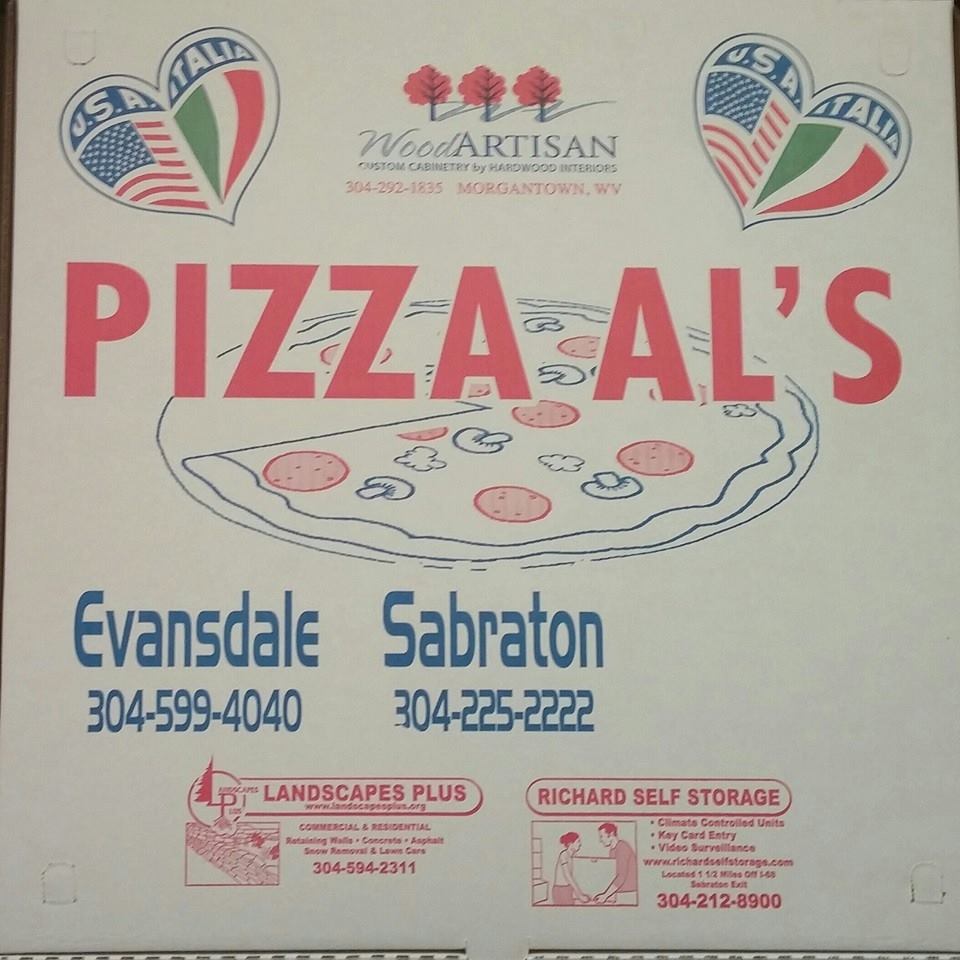 U.S.A. ITALIA
U.S.A. ITALIA
WoodARTISAN
CUSTOM CABINETRY by HARDWOOD INTERIORS
304-292-1835 MORGANTOWN, WV
PIZZA AL'S
Evansdale
304-599-4040
Sabraton
304-225-2222
LANDSCAPES
PLUS
LANDSCAPES PLUS
www.landscapesplus.org
COMMERCIAL & RESIDENTIAL
Retaining Walls • Concrete • Asphalt
Snow Removal & Lawn Care
304-594-2311
RICHARD SELF STORAGE
• Climate Controlled Units
• Key Card Entry
• Video Surveillance
www.richardselfstorage.com
Located 1 1/2 Miles Off I-68
Sabraton Exit
304-212-8900